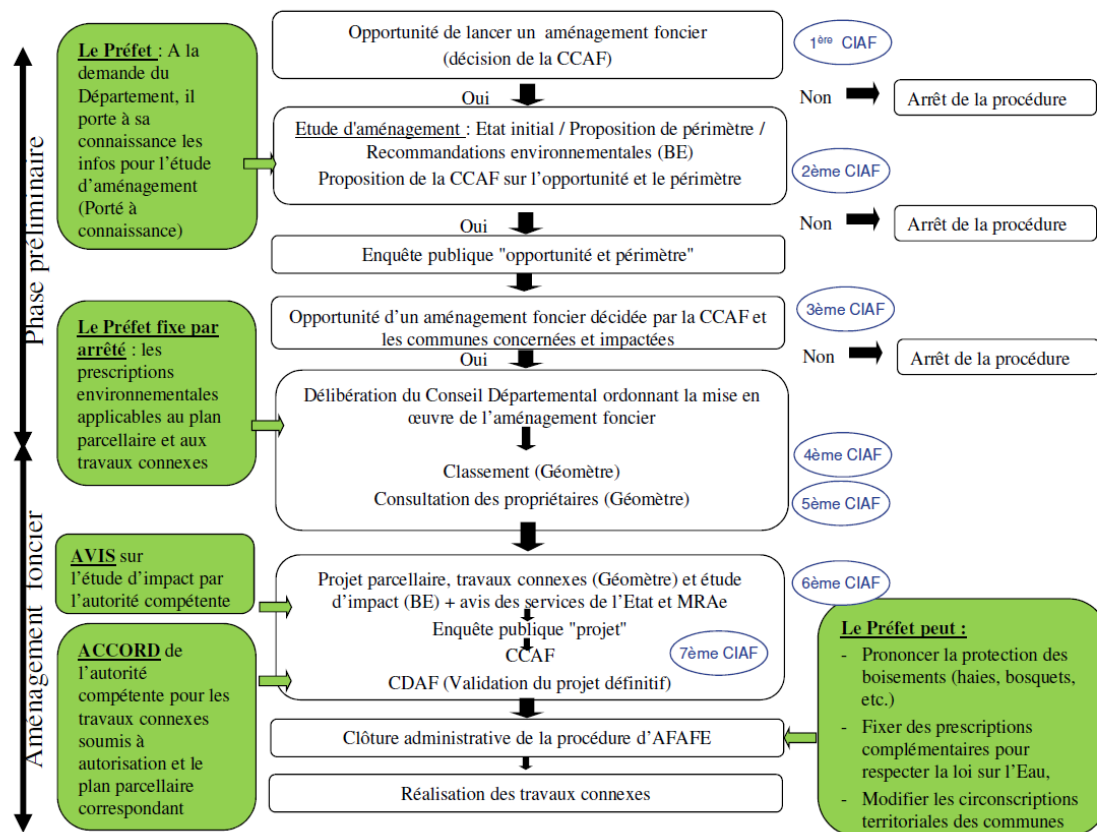 Phase préliminaire
Aménagement foncier
Le Préfet : A la
demande du
Département, il
porte à sa
connaissance les
infos pour l'étude
d'aménagement
(Porté à
connaissance)
Opportunité de lancer un aménagement foncier
(décision de la CCAF)
1ère CIAF
Oui
Non
Arrêt de la procédure
Etude d'aménagement : Etat initial / Proposition de périmètre /
Recommandations environnementales (BE)
Proposition de la CCAF sur l'opportunité et le périmètre
2ème CIAF
Oui
Non
Arrêt de la procédure
Enquête publique "opportunité et périmètre"
Opportunité d'un aménagement foncier décidée par la CCAF et
les communes concernées et impactées
3ème CIAF
Oui
Non
Arrêt de la procédure
Le Préfet fixe par
arrêté : les
prescriptions
environnementales
applicables au plan
parcellaire et aux
travaux connexes
Délibération du Conseil Départemental ordonnant la mise en
œuvre de l'aménagement foncier
Classement (Géomètre)
Consultation des propriétaires (Géomètre)
4ème CIAF
5ème CIAF
AVIS sur
l'étude d'impact par
l'autorité compétente
Projet parcellaire, travaux connexes (Géomètre) et étude
d'impact (BE) + avis des services de l'Etat et MRAe
Enquête publique "projet"
CCAF
CDAF (Validation du projet définitif)
6ème CIAF
7ème CIAF
ACCORD de
l'autorité
compétente pour les
travaux connexes
soumis à
autorisation et le
plan parcellaire
correspondant
Le Préfet peut :
- Prononcer la protection des
boisements (haies, bosquets,
etc.)
- Fixer des prescriptions
complémentaires pour
respecter la loi sur l'Eau,
- Modifier les circonscriptions
territoriales des communes
Clôture administrative de la procédure d'AFAFE
Réalisation des travaux connexes